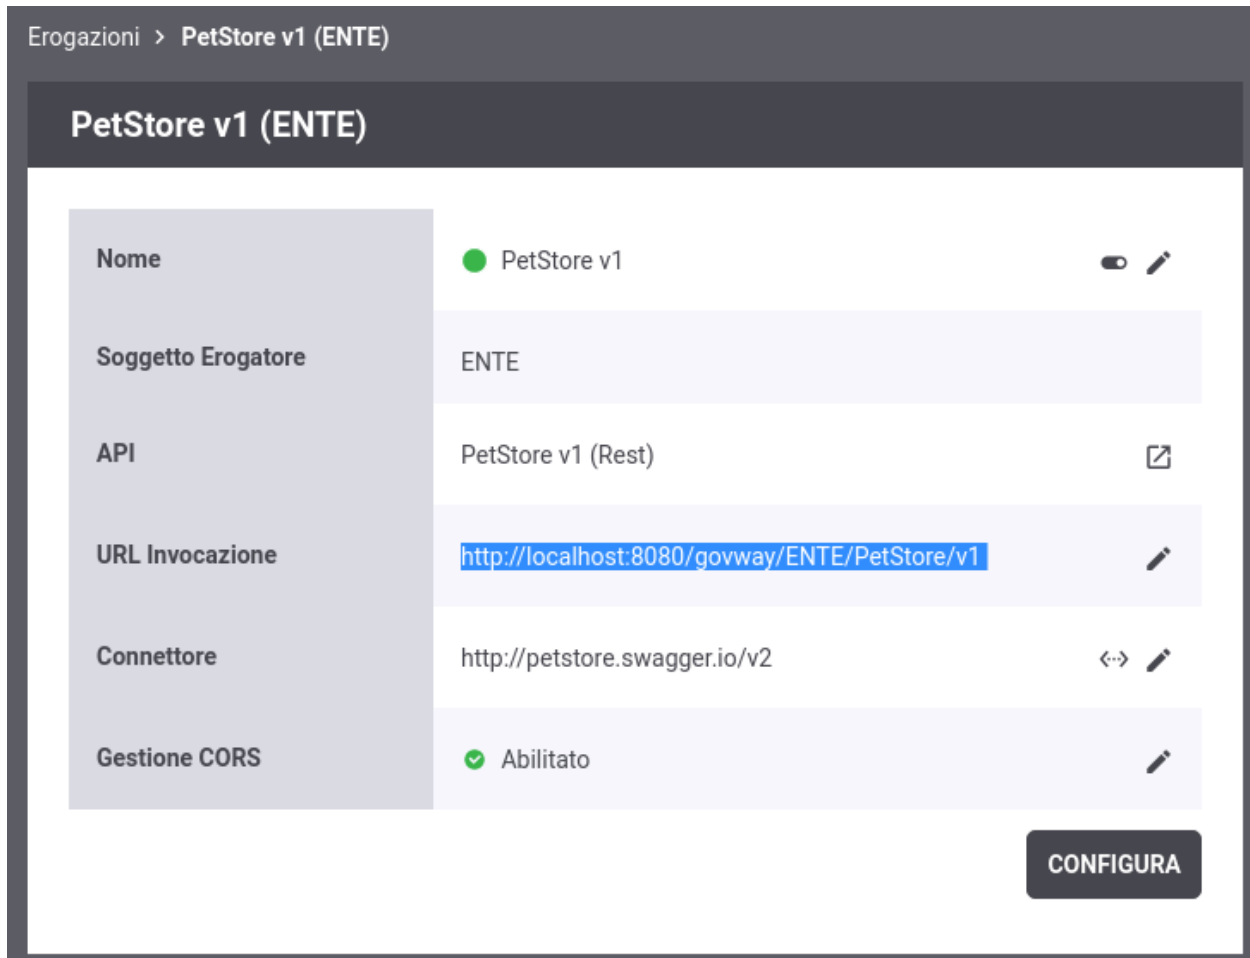 Erogazioni > PetStore v1 (ENTE)
PetStore v1 (ENTE)
Nome PetStore v1
Soggetto Erogatore ENTE
API PetStore v1 (Rest)
URL Invocazione http://localhost:8080/govway/ENTE/PetStore/v1
Connettore http://petstore.swagger.io/v2
Gestione CORS Abilitato
CONFIGURA